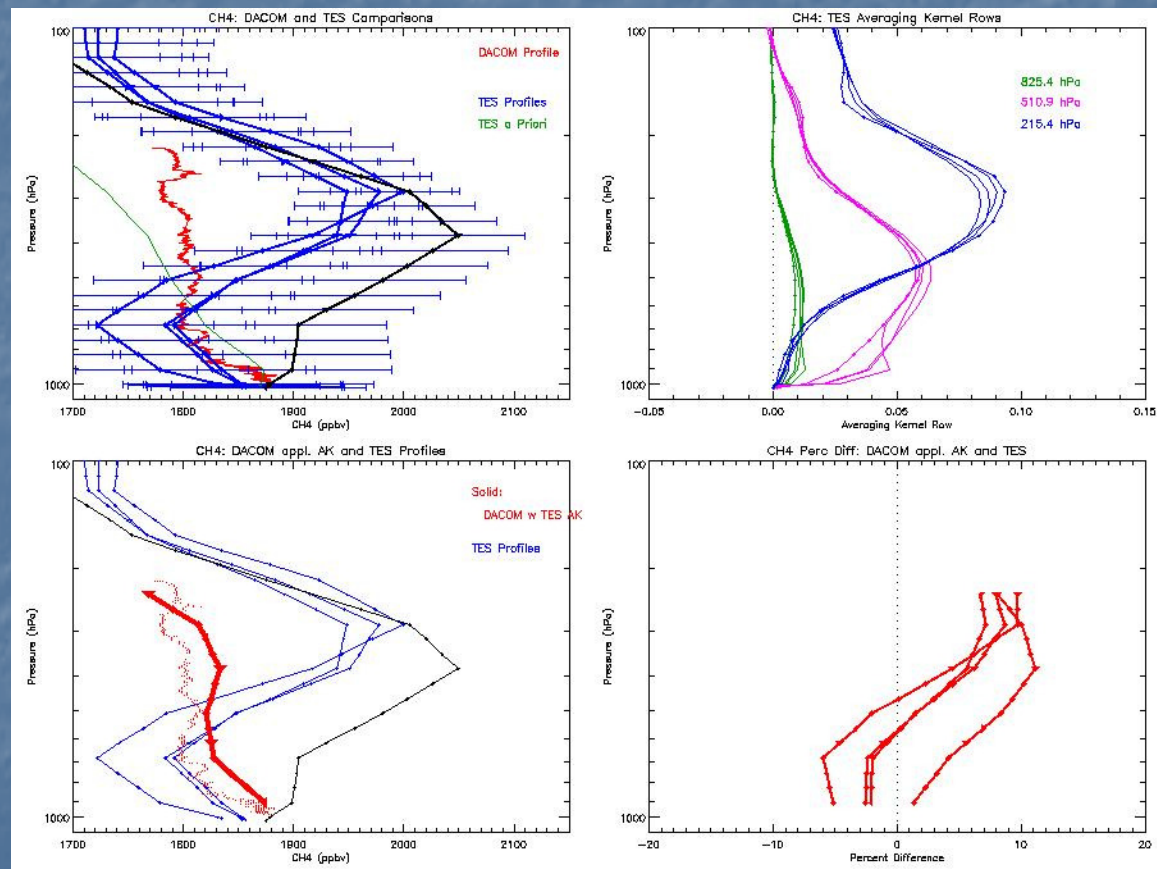 CH4: DACOM and TES Comparisons
100
1000
Pressure (hPa)
DACOM Profile
TES Profiles
TES a Priori
1700 1800 1900 2000 2100
CH4 (ppbv)
CH4: TES Averaging Kernel Rows
100
1000
Pressure (hPa)
825.4 hPa
510.9 hPa
215.4 hPa
-0.05 0.00 0.05 0.10 0.15
Averaging Kernel Row
CH4: DACOM appl. AK and TES Profiles
100
1000
Pressure (hPa)
Solid:
DACOM w TES AK
TES Profiles
1700 1800 1900 2000 2100
CH4 (ppbv)
CH4 Perc Diff: DACOM appl. AK and TES
100
1000
Pressure (hPa)
-20 -10 0 10 20
Percent Difference